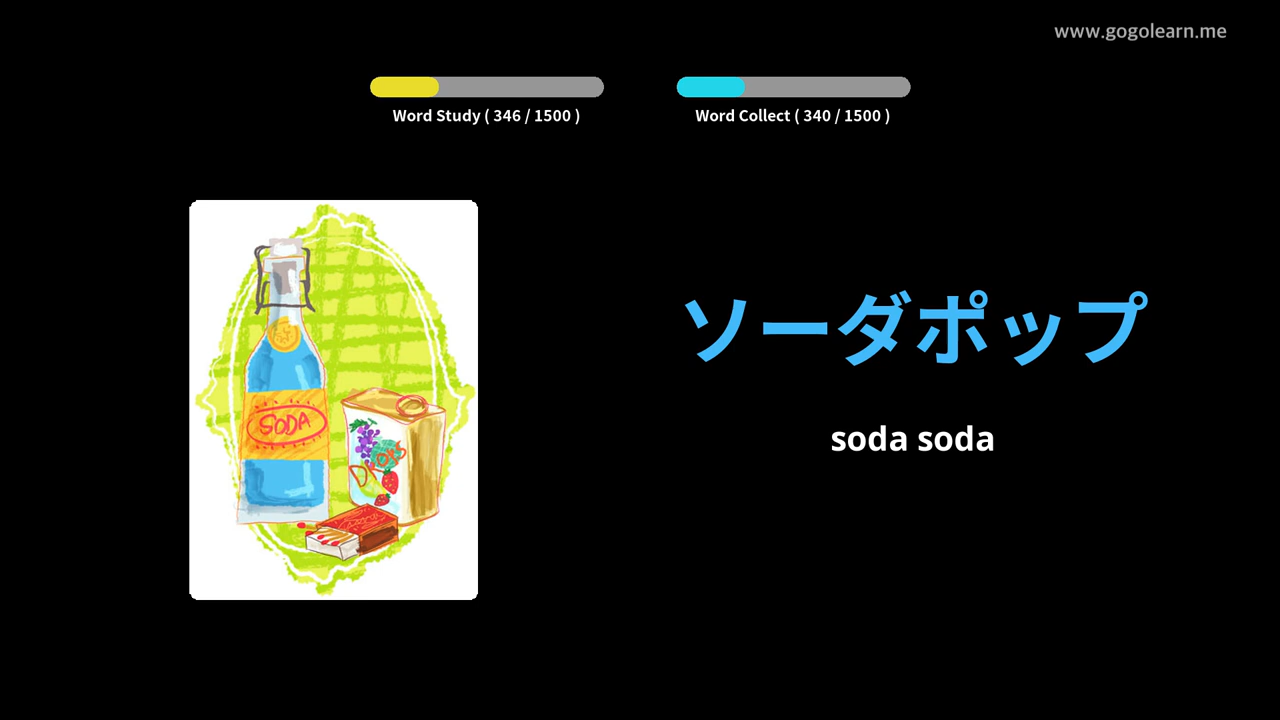 www.gogolearn.me
Word Study ( 346 / 1500 )
Word Collect ( 340 / 1500 )
SODA
Drops
ソーダポップ
soda soda